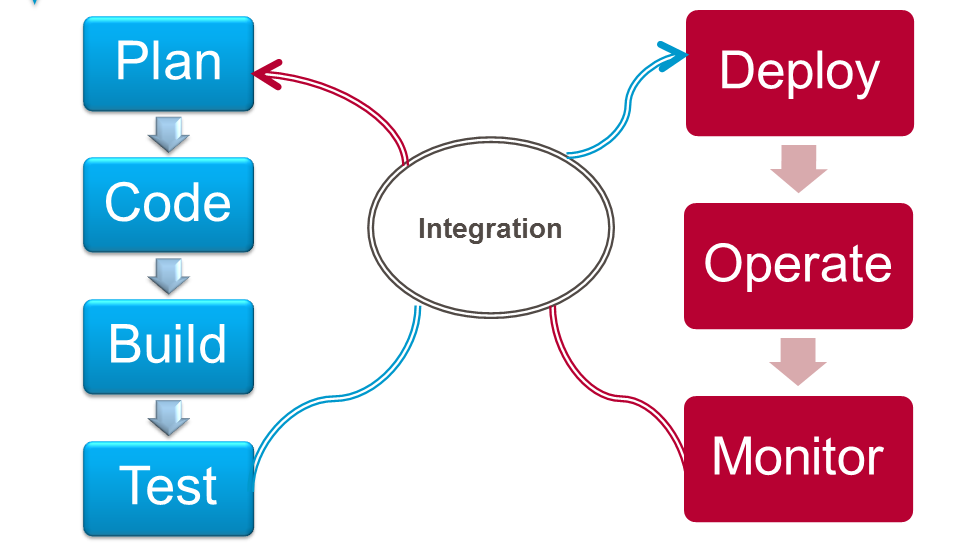 Plan
Code
Build
Test
Integration
Deploy
Operate
Monitor